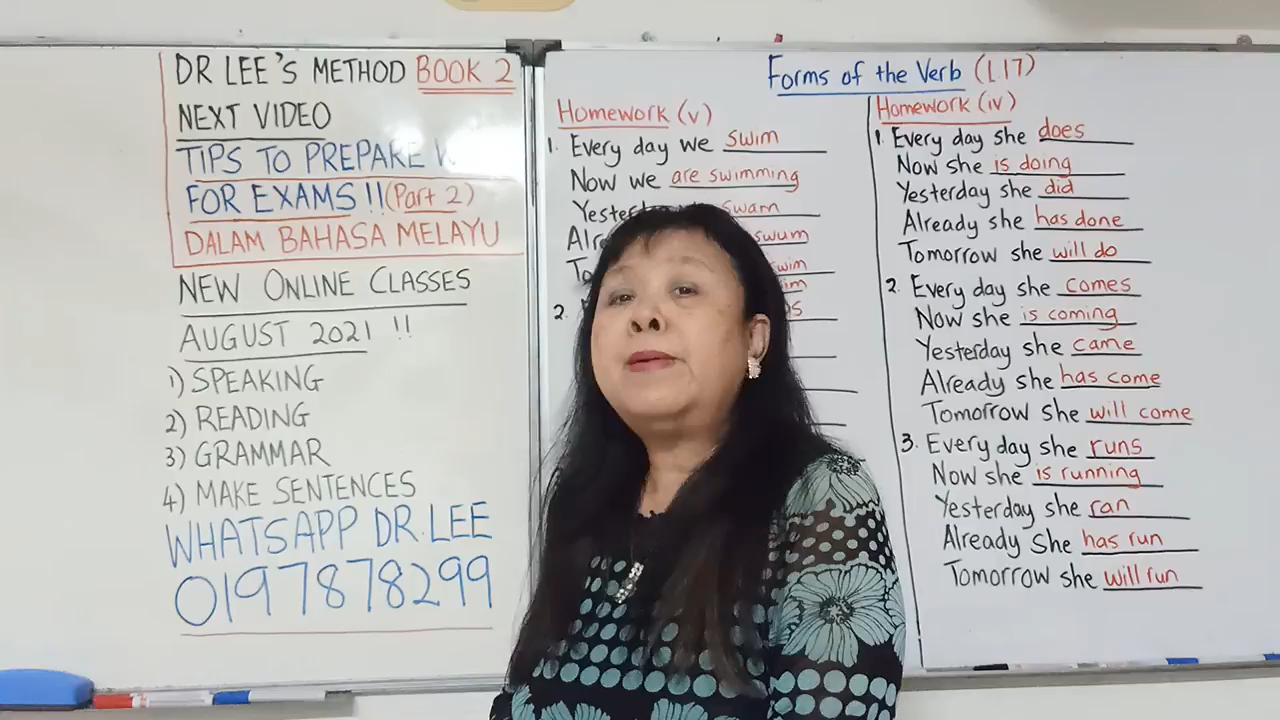 DR LEE'S METHOD BOOK 2
NEXT VIDEO
TIPS TO PREPARE
FOR EXAMS !! (Part 2)
DALAM BAHASA MELAYU
NEW ONLINE CLASSES
AUGUST 2021 !!
1) SPEAKING
2) READING
3) GRAMMAR
4) MAKE SENTENCES
WHATSAPP DR.LEE
0197878299
Forms of the Verb (L17)
Homework (v)
1. Every day we swim
Now we are swimming
swam
swum
swim
2.
Homework (iv)
1. Every day she does
Now she is doing
Yesterday she did
Already she has done
Tomorrow she will do
2. Every day she comes
Now she is coming
Yesterday she came
Already she has come
Tomorrow she will come
3. Every day she runs
Now she is running
Yesterday she ran
Already she has run
Tomorrow she will run